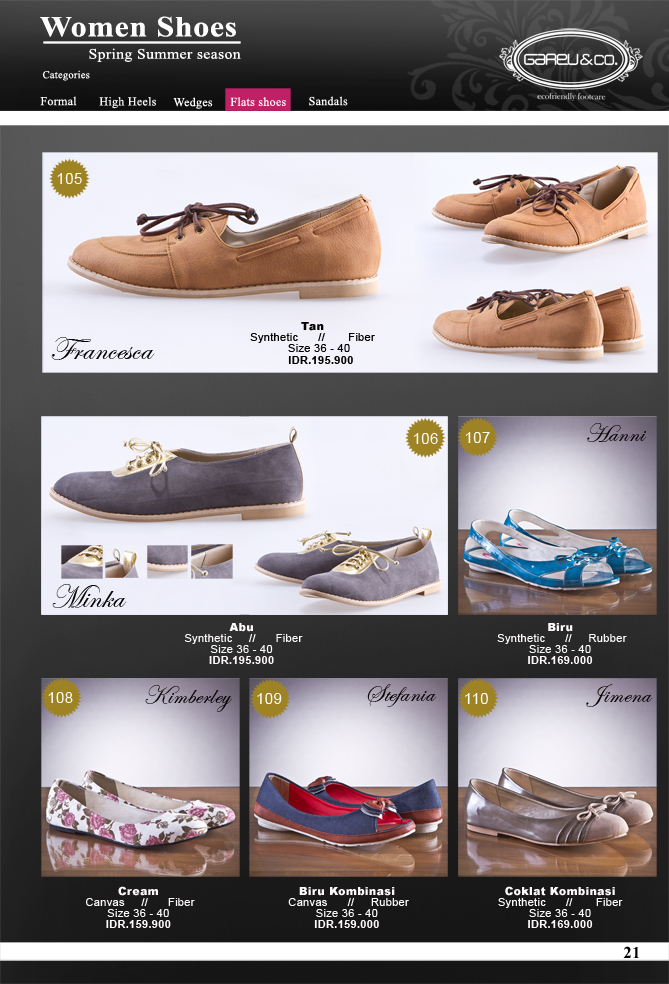 Women Shoes
Spring Summer season
Categories
Formal High Heels Wedges Flats shoes Sandals
GAREU & CO.
ecofriendly footcare
105
Francesca
Tan
Synthetic // Fiber
Size 36 - 40
IDR.195.900
106
Minka
Abu
Synthetic // Fiber
Size 36 - 40
IDR.195.900
107
Hanni
Biru
Synthetic // Rubber
Size 36 - 40
IDR.169.000
108
Kimberley
Cream
Canvas // Fiber
Size 36 - 40
IDR.159.900
109
Stefania
Biru Kombinasi
Canvas // Rubber
Size 36 - 40
IDR.159.000
110
Jimena
Coklat Kombinasi
Synthetic // Fiber
Size 36 - 40
IDR.169.000
21